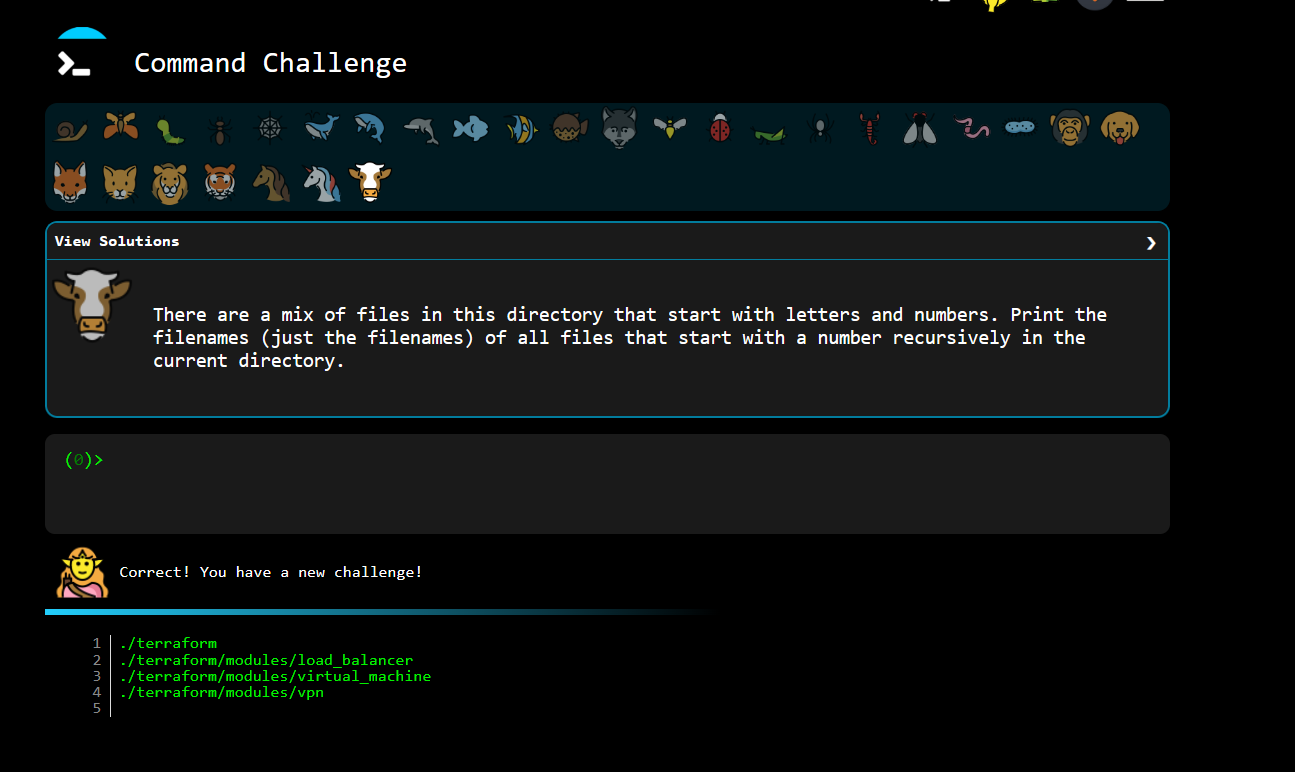 Command Challenge
View Solutions
There are a mix of files in this directory that start with letters and numbers. Print the
filenames (just the filenames) of all files that start with a number recursively in the
current directory.
(0)>
Correct! You have a new challenge!
1 ./terraform
2 ./terraform/modules/load_balancer
3 ./terraform/modules/virtual_machine
4 ./terraform/modules/vpn
5